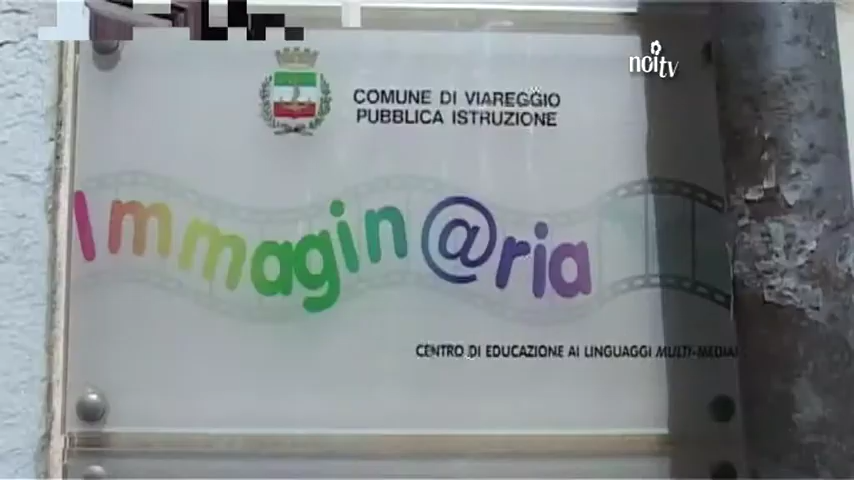 noitv
COMUNE DI VIAREGGIO
PUBBLICA ISTRUZIONE
Immagin@ria
CENTRO DI EDUCAZIONE AI LINGUAGGI MULTI-MEDIA